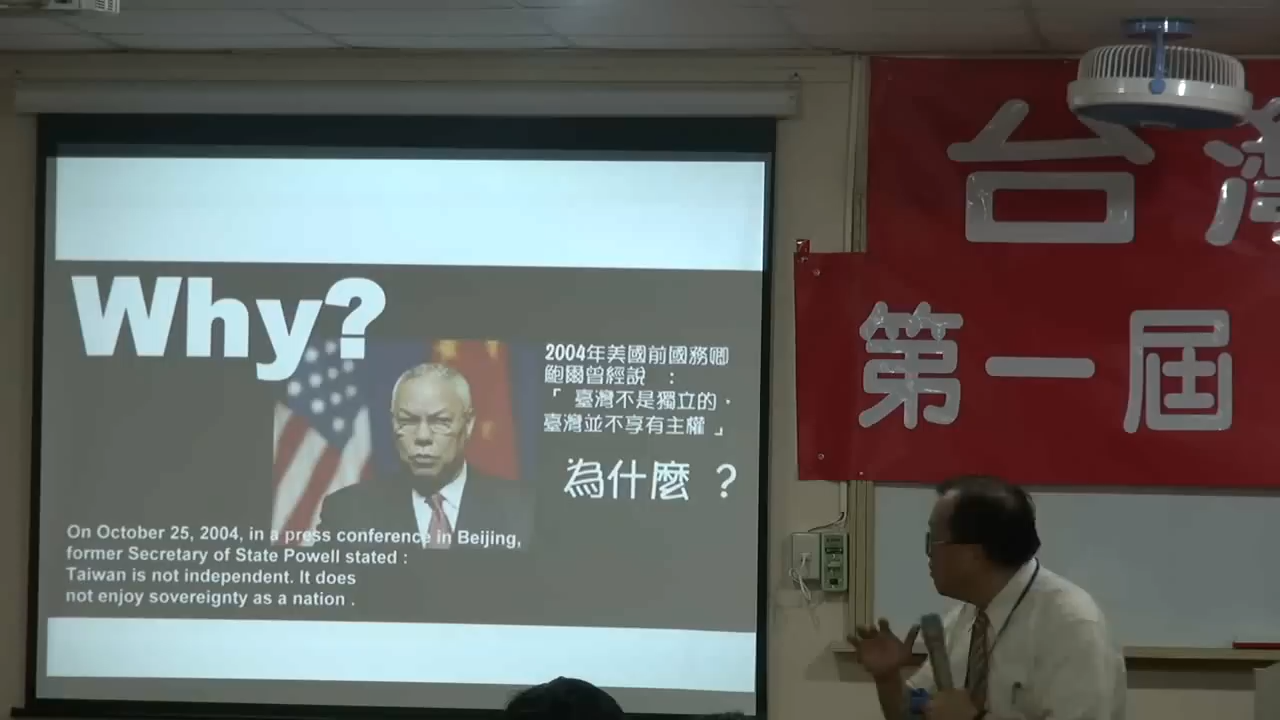 Why?
2004年美國前國務卿
鮑爾曾經說 :
「 臺灣不是獨立的，
臺灣並不享有主權 」
為什麼 ?
On October 25, 2004, in a press conference in Beijing,
former Secretary of State Powell stated :
Taiwan is not independent. It does
not enjoy sovereignty as a nation .
台灣
第一屆